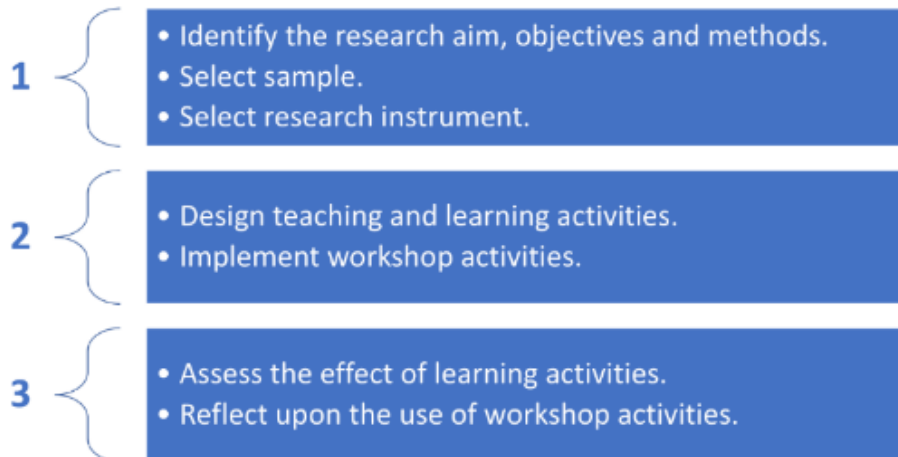 1
• Identify the research aim, objectives and methods.
• Select sample.
• Select research instrument.
2
• Design teaching and learning activities.
• Implement workshop activities.
3
• Assess the effect of learning activities.
• Reflect upon the use of workshop activities.